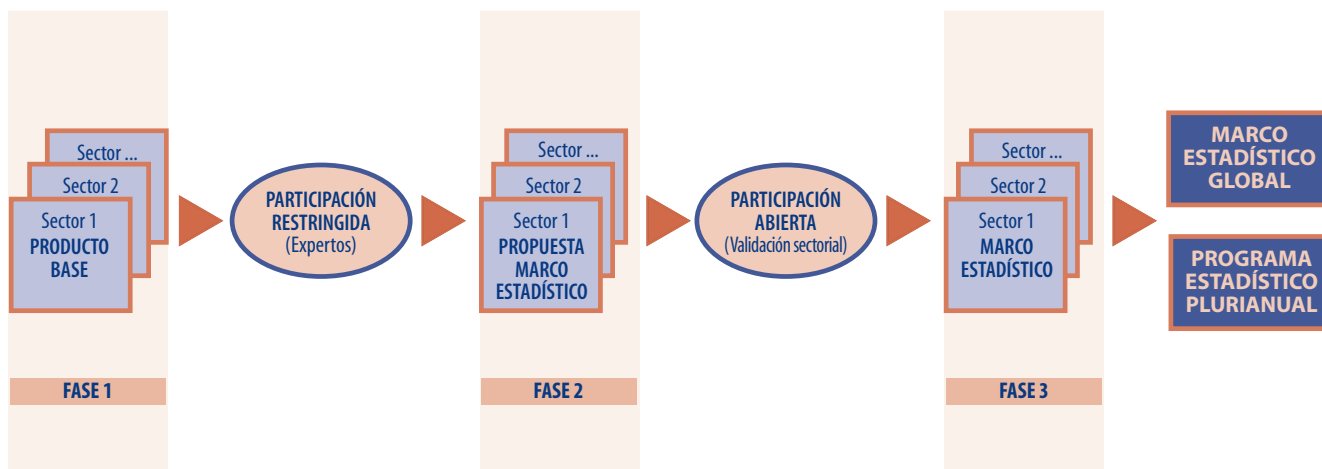 Sector ...
Sector 2
Sector 1
PRODUCTO
BASE
FASE 1
PARTICIPACIÓN
RESTRINGIDA
(Expertos)
Sector ...
Sector 2
Sector 1
PROPUESTA
MARCO
ESTADÍSTICO
FASE 2
PARTICIPACIÓN
ABIERTA
(Validación sectorial)
Sector ...
Sector 2
Sector 1
MARCO
ESTADÍSTICO
FASE 3
MARCO
ESTADÍSTICO
GLOBAL
PROGRAMA
ESTADÍSTICO
PLURIANUAL